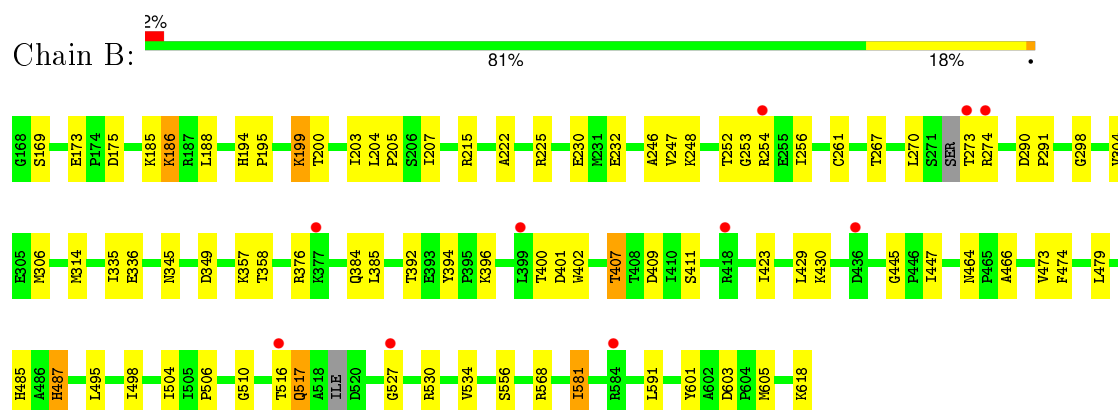 2%
Chain B:
81% 18% •
G168 S169 E173 P174 D175 K185 K186 R187 L188 H194 P195 K199 T200 I203 L204 P205 S206 I207 R215 A222 R225 E230 M231 E232 A246 V247 K248 T252 G253 R254 E255 I256 C261 T267 L270 S271 SER T273 R274 D290 P291 G298
E305 M306 M314 I335 E336 N345 D349 K357 T358 R376 K377 Q384 L385 T392 E393 Y394 P395 K396 L399 T400 D401 W402 T407 T408 D409 I410 S411 R418 I423 L429 K430 D436 G445 P446 I447 N464 P465 A466 V473 F474 L479
H485 A486 H487 L495 I498 I504 I505 P506 G510 T516 Q517 A518 ILE D520 G527 R530 V534 S556 R568 I581 R584 L591 Y601 A602 D603 P604 M605 K618